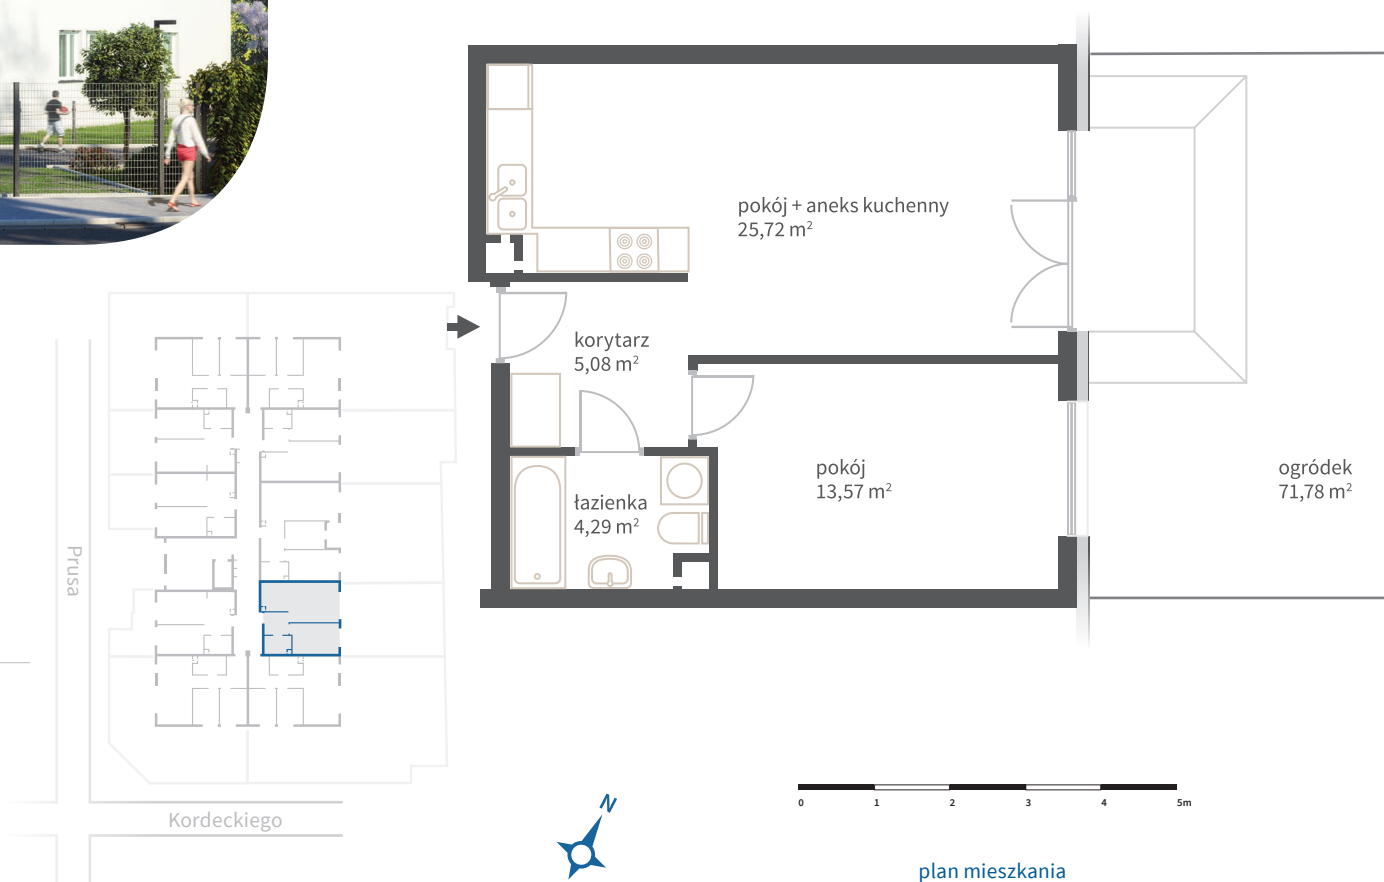 pokój + aneks kuchenny
25,72 m²
korytarz
5,08 m²
pokój
13,57 m²
łazienka
4,29 m²
ogródek
71,78 m²
Prusa
Kordeckiego
N
0 1 2 3 4 5m
plan mieszkania